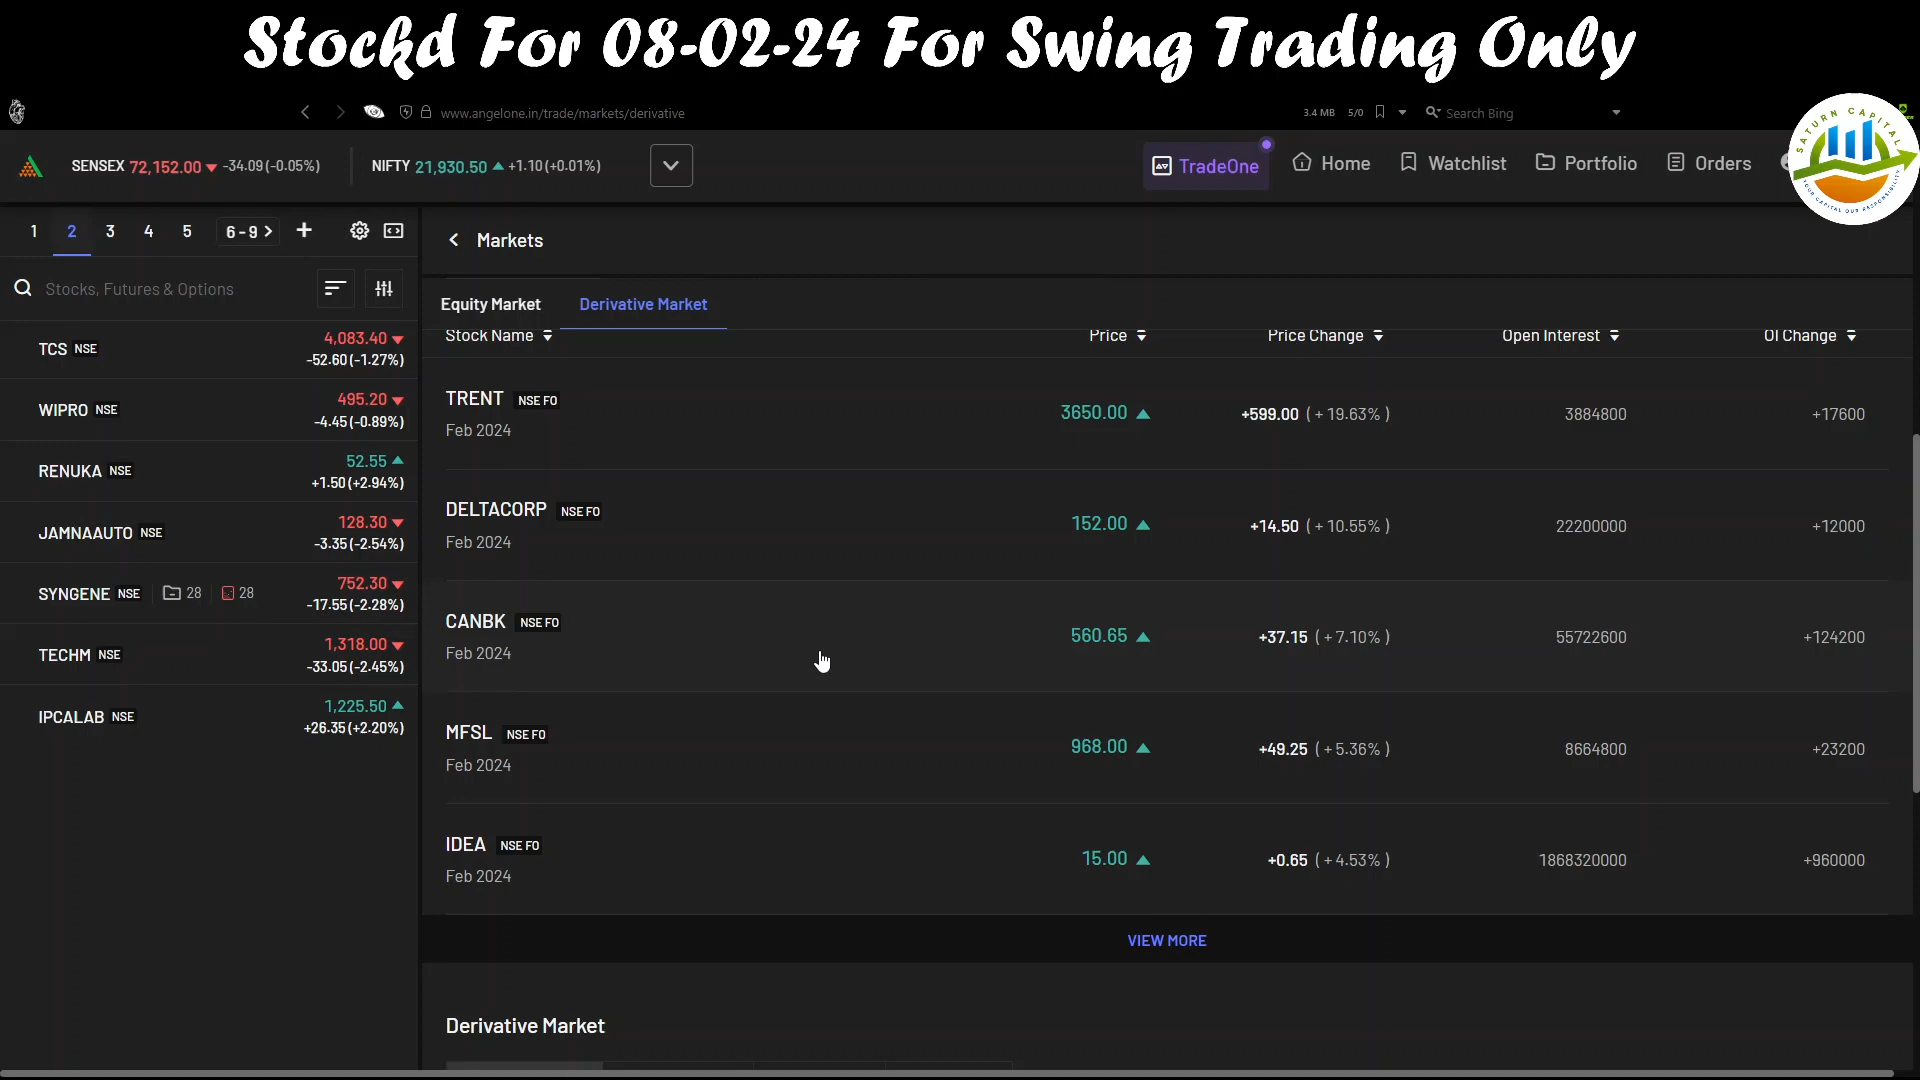 Stockd For 08-02-24 For Swing Trading Only
www.angelone.in/trade/markets/derivative
3.4 MB 5/0
Search Bing
SATURN CAPITAL
YOUR CAPITAL OUR RESPONSIBILITY
SENSEX 72,152.00 -34.09(-0.05%)
NIFTY 21,930.50 +1.10(+0.01%)
TradeOne
Home
Watchlist
Portfolio
Orders
1 2 3 4 5 6-9 +
Stocks, Futures & Options
TCS NSE 4,083.40
-52.60(-1.27%)
WIPRO NSE 495.20
-4.45(-0.89%)
RENUKA NSE 52.55
+1.50(+2.94%)
JAMNAAUTO NSE 128.30
-3.35(-2.54%)
SYNGENE NSE 28 28 752.30
-17.55(-2.28%)
TECHM NSE 1,318.00
-33.05(-2.45%)
IPCALAB NSE 1,225.50
+26.35(+2.20%)
Markets
Equity Market
Derivative Market
Stock Name Price Price Change Open Interest OI Change
TRENT NSE FO 3650.00 +599.00 (+19.63%) 3884800 +17600
Feb 2024
DELTACORP NSE FO 152.00 +14.50 (+10.55%) 22200000 +12000
Feb 2024
CANBK NSE FO 560.65 +37.15 (+7.10%) 55722600 +124200
Feb 2024
MFSL NSE FO 968.00 +49.25 (+5.36%) 8664800 +23200
Feb 2024
IDEA NSE FO 15.00 +0.65 (+4.53%) 1868320000 +960000
Feb 2024
VIEW MORE
Derivative Market